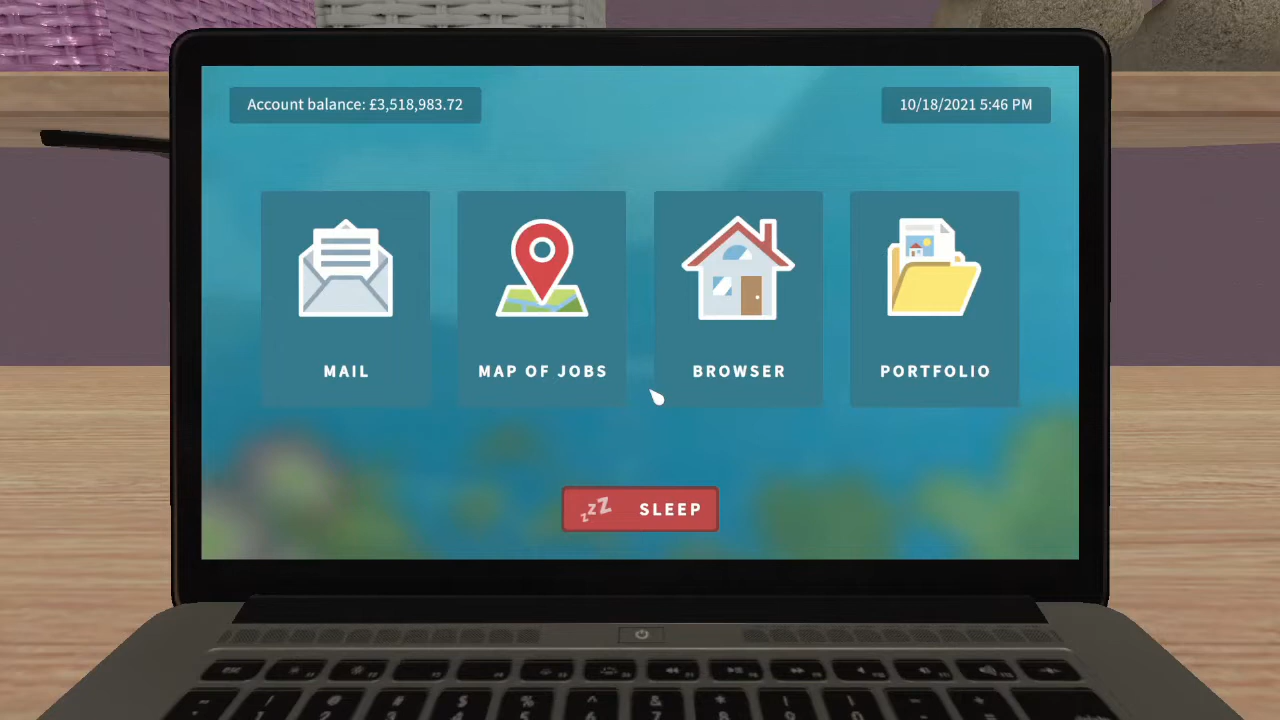 Account balance: £3,518,983.72
10/18/2021 5:46 PM
MAIL
MAP OF JOBS
BROWSER
PORTFOLIO
zzZ SLEEP